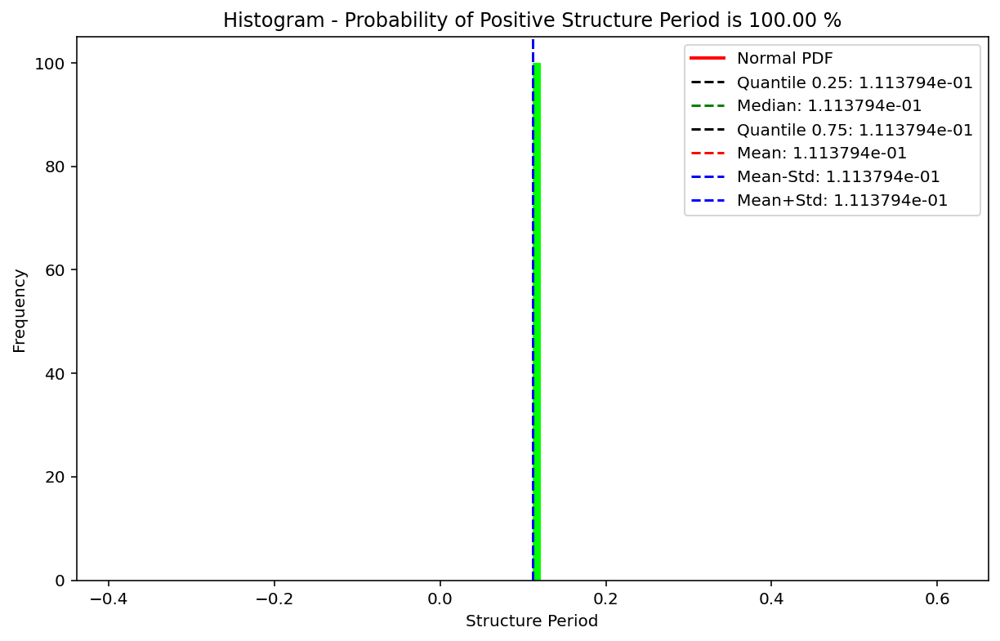 Histogram - Probability of Positive Structure Period is 100.00 %
Normal PDF
Quantile 0.25: 1.113794e-01
Median: 1.113794e-01
Quantile 0.75: 1.113794e-01
Mean: 1.113794e-01
Mean-Std: 1.113794e-01
Mean+Std: 1.113794e-01
Frequency
100
80
60
40
20
0
−0.4 −0.2 0.0 0.2 0.4 0.6
Structure Period